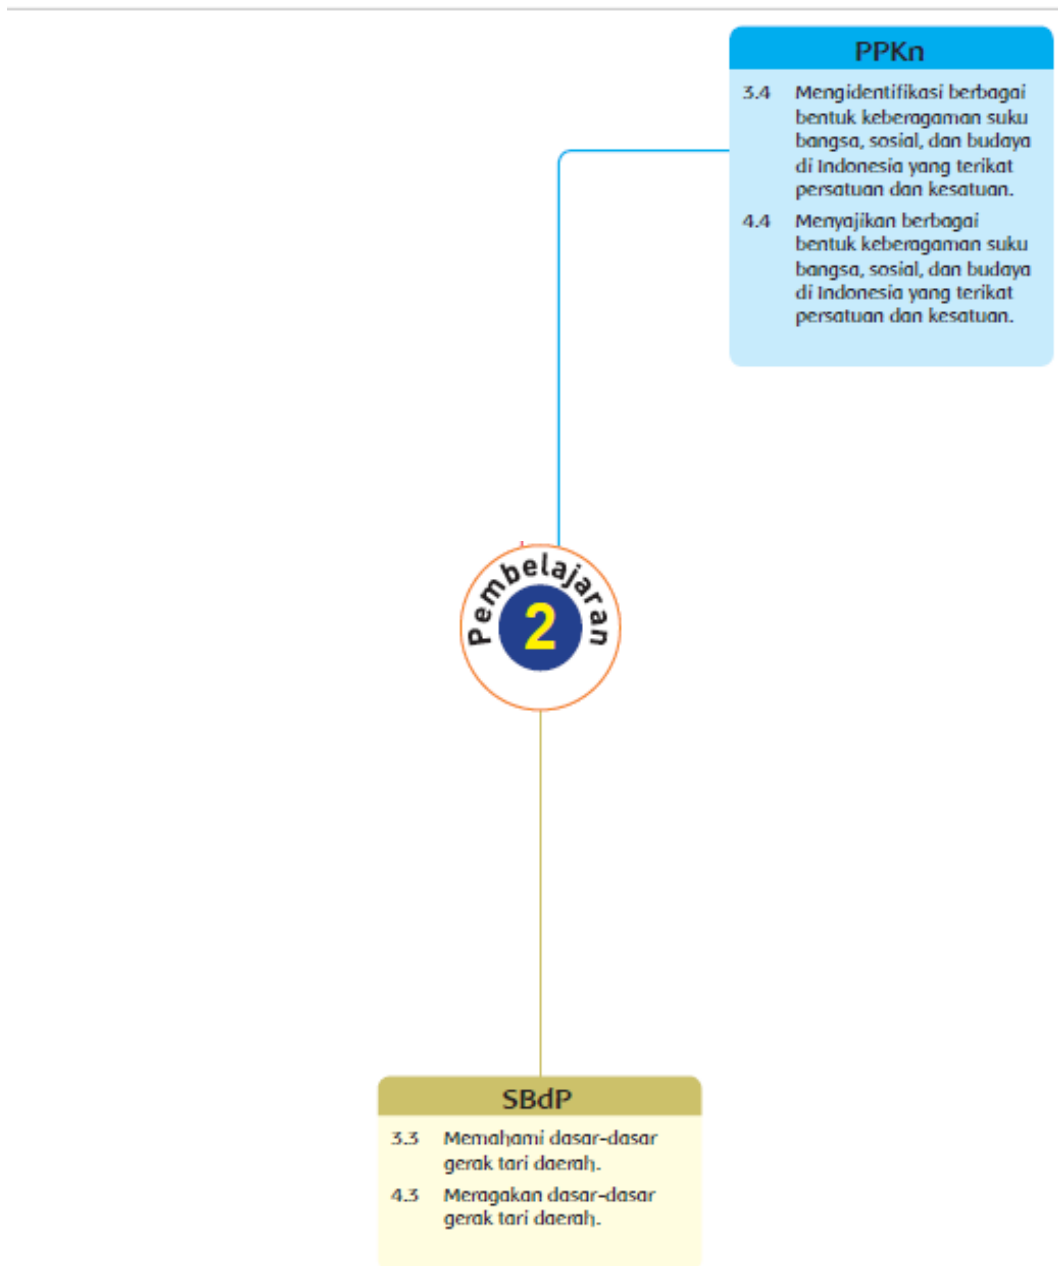 PPKn
3.4 Mengidentifikasi berbagai
bentuk keberagaman suku
bangsa, sosial, dan budaya
di Indonesia yang terikat
persatuan dan kesatuan.
4.4 Menyajikan berbagai
bentuk keberagaman suku
bangsa, sosial, dan budaya
di Indonesia yang terikat
persatuan dan kesatuan.
Pembelajaran
2
SBdP
3.3 Memahami dasar-dasar
gerak tari daerah.
4.3 Meragakan dasar-dasar
gerak tari daerah.